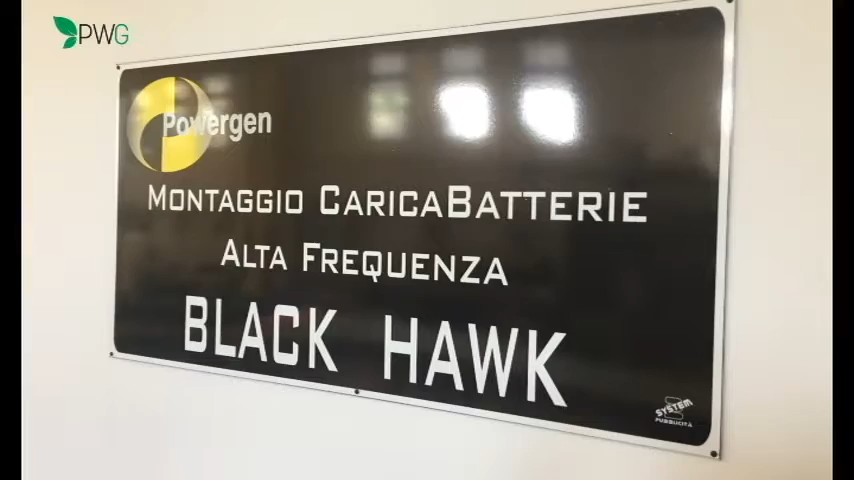 PWG
Powergen
MONTAGGIO CARICABATTERIE
ALTA FREQUENZA
BLACK HAWK
SYSTEM
PUBBLICITÀ